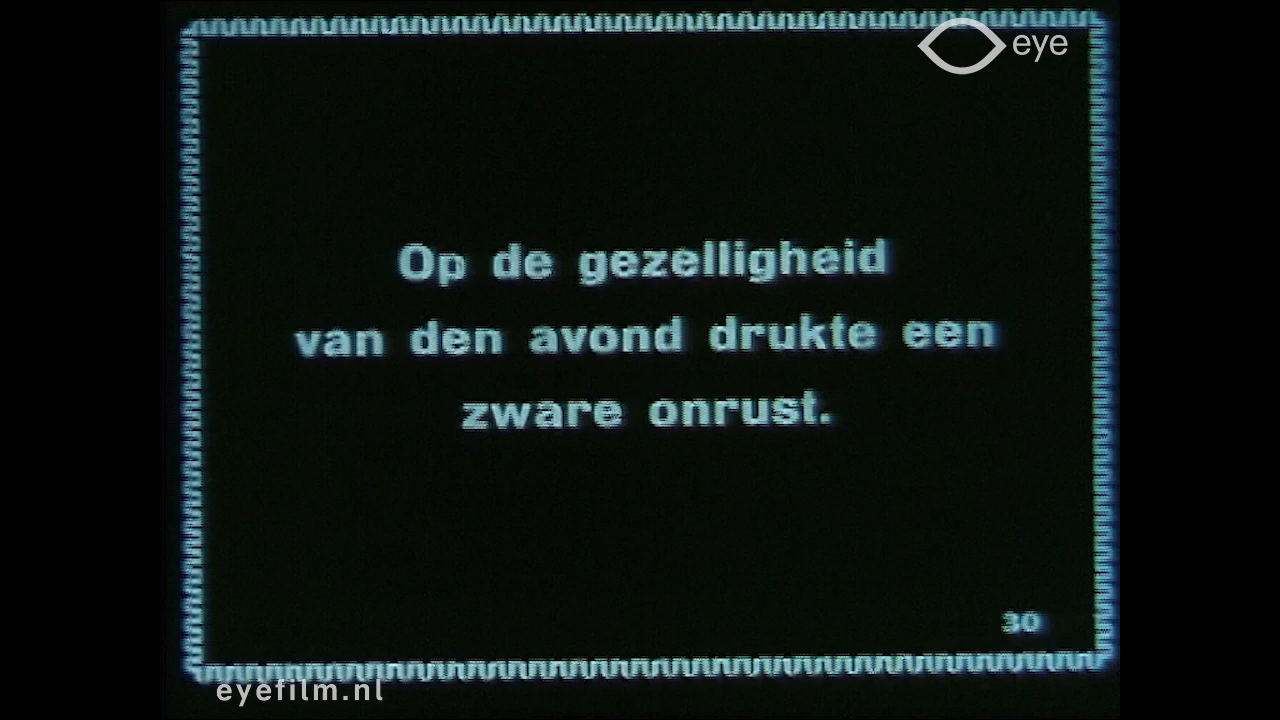 eye
Op de gezelligheid
van den avond drukte een
zware onrust.
30
eyefilm.nl